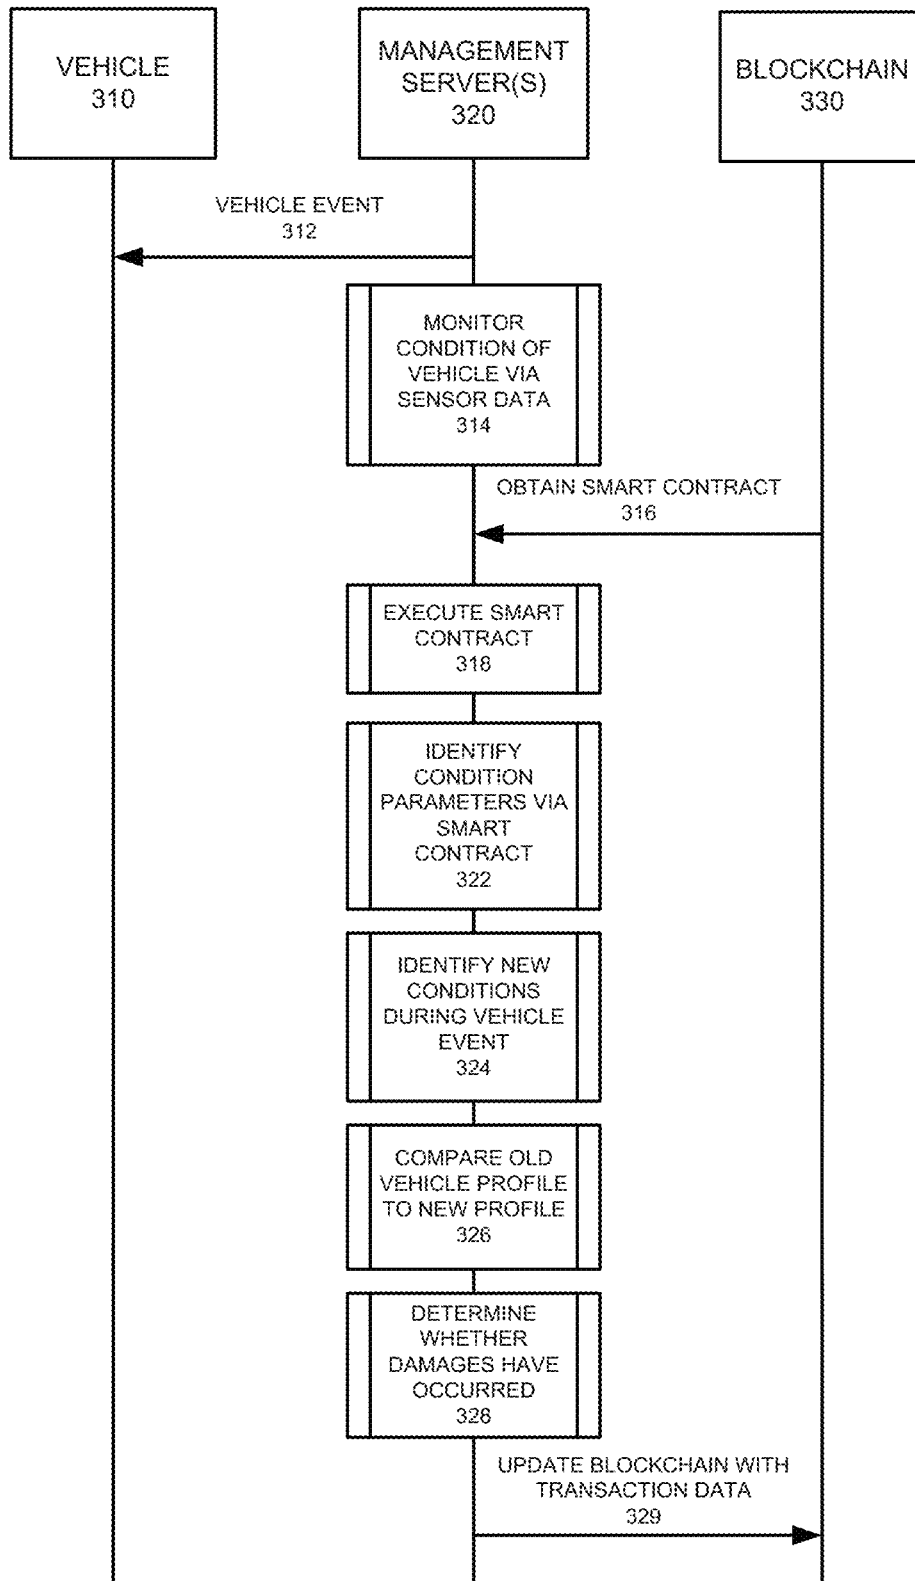 VEHICLE
310
MANAGEMENT
SERVER(S)
320
BLOCKCHAIN
330
VEHICLE EVENT
312
MONITOR
CONDITION OF
VEHICLE VIA
SENSOR DATA
314
OBTAIN SMART CONTRACT
316
EXECUTE SMART
CONTRACT
318
IDENTIFY
CONDITION
PARAMETERS VIA
SMART
CONTRACT
322
IDENTIFY NEW
CONDITIONS
DURING VEHICLE
EVENT
324
COMPARE OLD
VEHICLE PROFILE
TO NEW PROFILE
326
DETERMINE
WHETHER
DAMAGES HAVE
OCCURRED
328
UPDATE BLOCKCHAIN WITH
TRANSACTION DATA
329